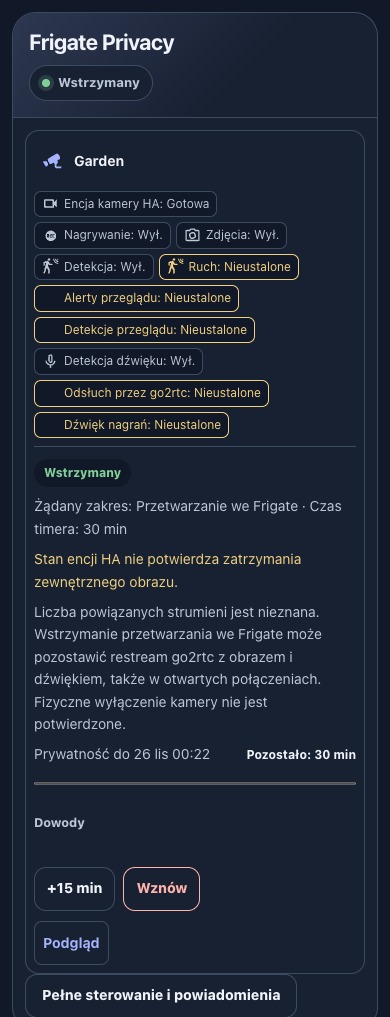 Frigate Privacy
Wstrzymany
Garden
Encja kamery HA: Gotowa
Nagrywanie: Wył.
Zdjęcia: Wył.
Detekcja: Wył.
Ruch: Nieustalone
Alerty przeglądu: Nieustalone
Detekcje przeglądu: Nieustalone
Detekcja dźwięku: Wył.
Odsłuch przez go2rtc: Nieustalone
Dźwięk nagrań: Nieustalone
Wstrzymany
Żądany zakres: Przetwarzanie we Frigate · Czas
timera: 30 min
Stan encji HA nie potwierdza zatrzymania
zewnętrznego obrazu.
Liczba powiązanych strumieni jest nieznana.
Wstrzymanie przetwarzania we Frigate może
pozostawić restream go2rtc z obrazem i
dźwiękiem, także w otwartych połączeniach.
Fizyczne wyłączenie kamery nie jest
potwierdzone.
Prywatność do 26 lis 00:22
Pozostało: 30 min
Dowody
+15 min
Wznów
Podgląd
Pełne sterowanie i powiadomienia